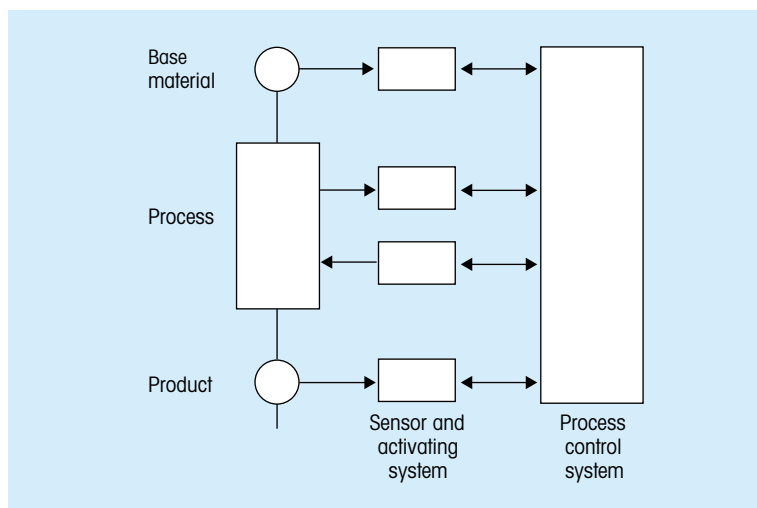 Base
material
Process
Product
Sensor and
activating
system
Process
control
system